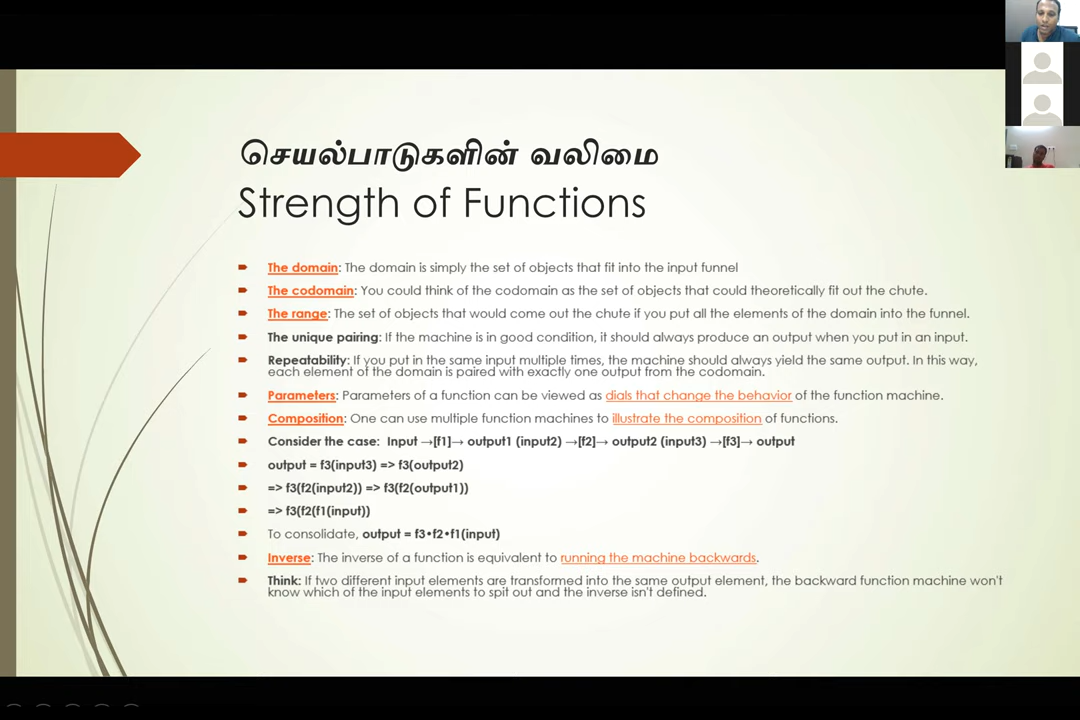 செயல்பாடுகளின் வலிமை
Strength of Functions
The domain: The domain is simply the set of objects that fit into the input funnel
The codomain: You could think of the codomain as the set of objects that could theoretically fit out the chute.
The range: The set of objects that would come out the chute if you put all the elements of the domain into the funnel.
The unique pairing: If the machine is in good condition, it should always produce an output when you put in an input.
Repeatability: If you put in the same input multiple times, the machine should always yield the same output. In this way,
each element of the domain is paired with exactly one output from the codomain.
Parameters: Parameters of a function can be viewed as dials that change the behavior of the function machine.
Composition: One can use multiple function machines to illustrate the composition of functions.
Consider the case: Input →[f1]→ output1 (input2) →[f2]→ output2 (input3) →[f3]→ output
output = f3(input3) => f3(output2)
=> f3(f2(input2)) => f3(f2(output1))
=> f3(f2(f1(input))
To consolidate, output = f3•f2•f1(input)
Inverse: The inverse of a function is equivalent to running the machine backwards.
Think: If two different input elements are transformed into the same output element, the backward function machine won't
know which of the input elements to spit out and the inverse isn't defined.